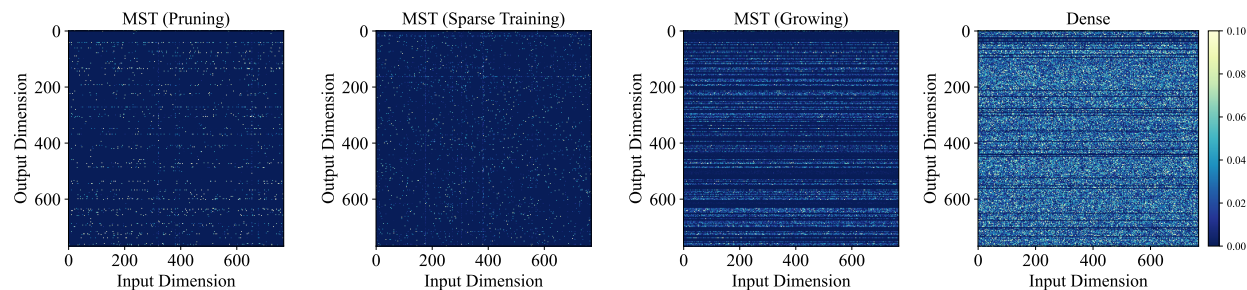 MST (Pruning)
0
200
400
600
Output Dimension
0 200 400 600
Input Dimension
MST (Sparse Training)
0
200
400
600
Output Dimension
0 200 400 600
Input Dimension
MST (Growing)
0
200
400
600
Output Dimension
0 200 400 600
Input Dimension
Dense
0
200
400
600
Output Dimension
0 200 400 600
Input Dimension
0.10
0.08
0.06
0.04
0.02
0.00